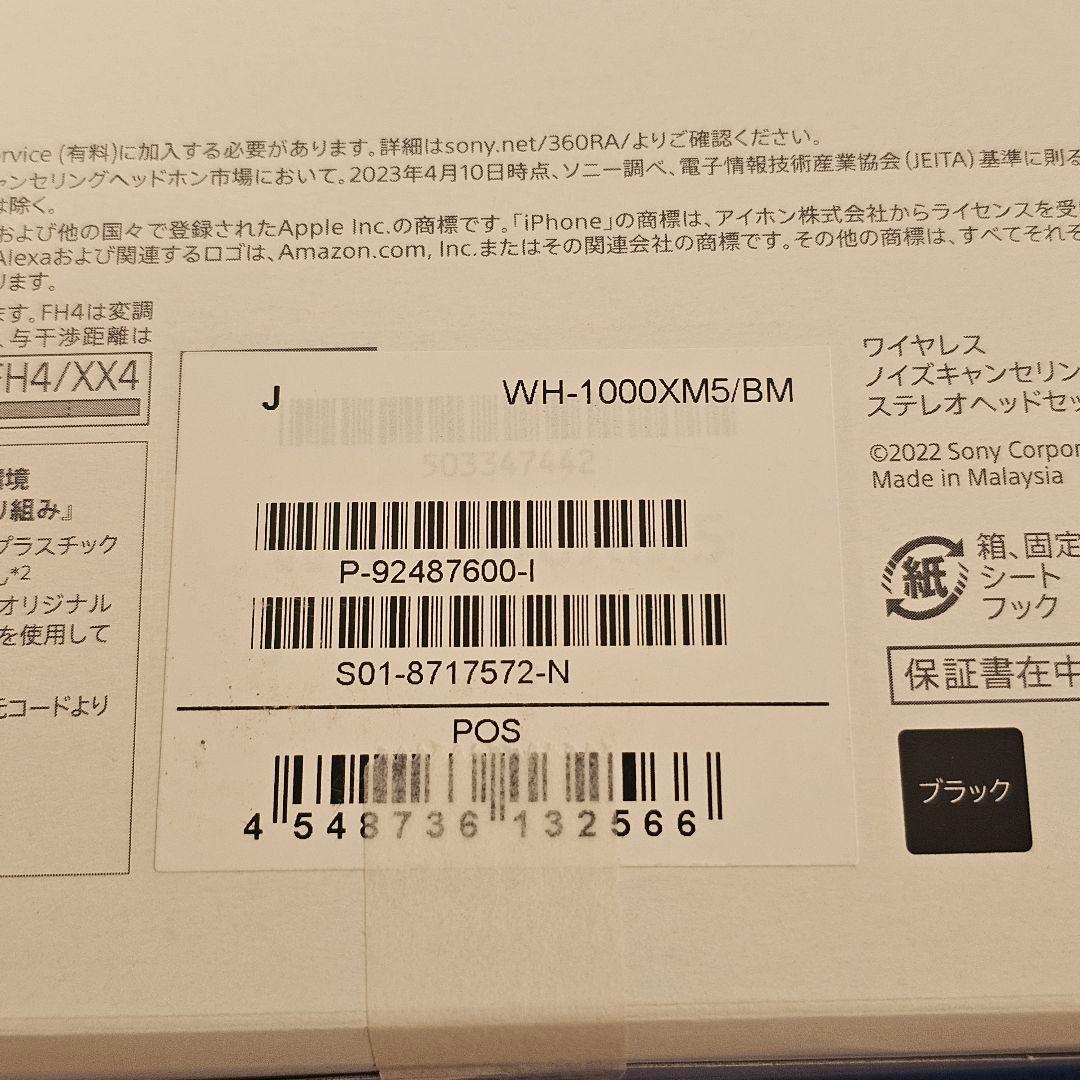 rvice (有料)に加入する必要があります。詳細はsony.net/360RA/よりご確認ください。
ャンセリングヘッドホン市場において。2023年4月10日時点、ソニー調べ、電子情報技術産業協会(JEITA)基準に則る
は除く。
および他の国々で登録されたApple Inc.の商標です。「iPhone」の商標は、アイホン株式会社からライセンスを受
Alexaおよび関連するロゴは、Amazon.com, Inc.またはその関連会社の商標です。その他の商標は、すべてそれぞ
ります。
ます。FH4は変調
、与干渉距離は
FH4/XX4
環境
り組み』
プラスチック
ん*2
オリジナル
を使用して
元コードより
J WH-1000XM5/BM
503347442
P-92487600-I
S01-8717572-N
POS
4 548736 132566
ワイヤレス
ノイズキャンセリン
ステレオヘッドセッ
©2022 Sony Corpor
Made in Malaysia
紙
箱、固定
シート
フック
保証書在中
ブラック